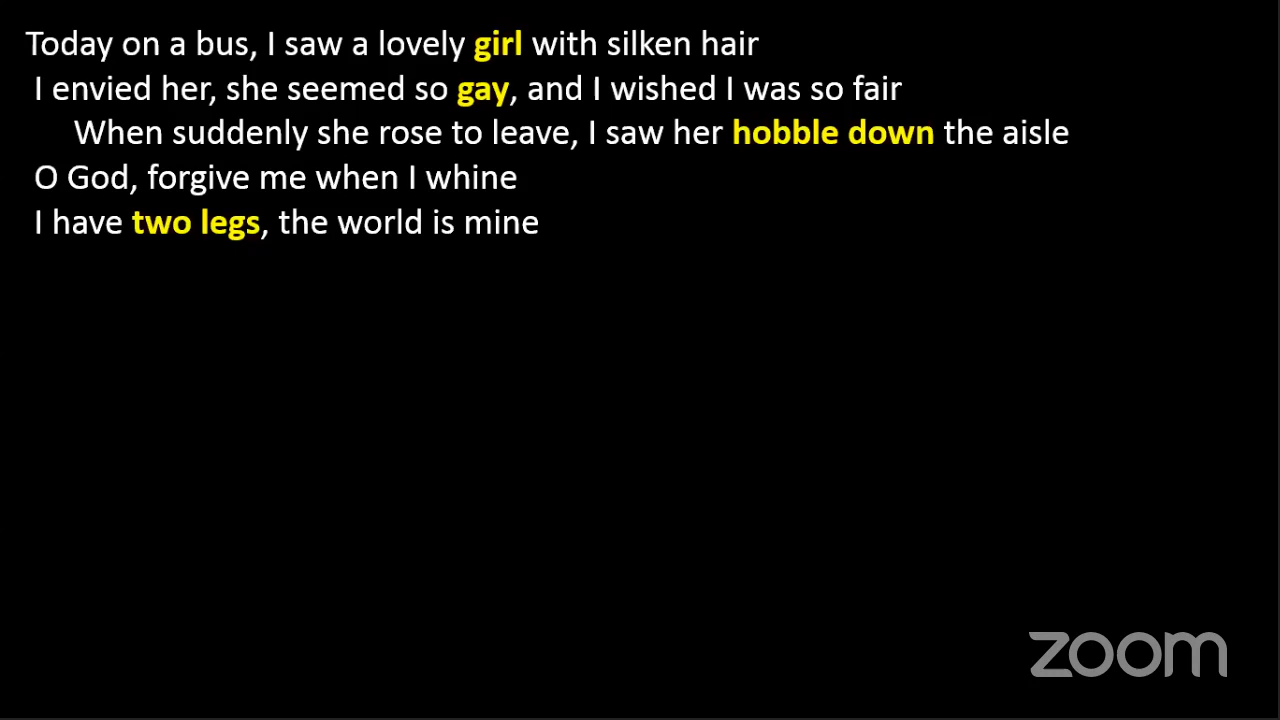 Today on a bus, I saw a lovely girl with silken hair
I envied her, she seemed so gay, and I wished I was so fair
When suddenly she rose to leave, I saw her hobble down the aisle
O God, forgive me when I whine
I have two legs, the world is mine
zoom